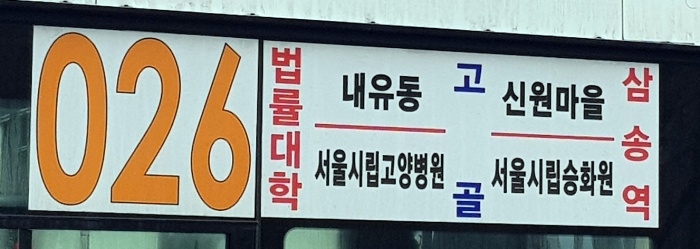 026
법률대학
내유동
서울시립고양병원
고골
신원마을
서울시립승화원
삼송역